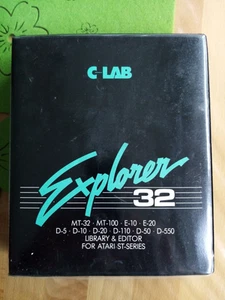 C-LAB
Explorer
32
MT-32 · MT-100 · E-10 · E-20
D-5 · D-10 · D-20 · D-110 · D-50 · D-550
LIBRARY & EDITOR
FOR ATARI ST-SERIES